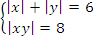 |x| + |y| = 6
|xy| = 8